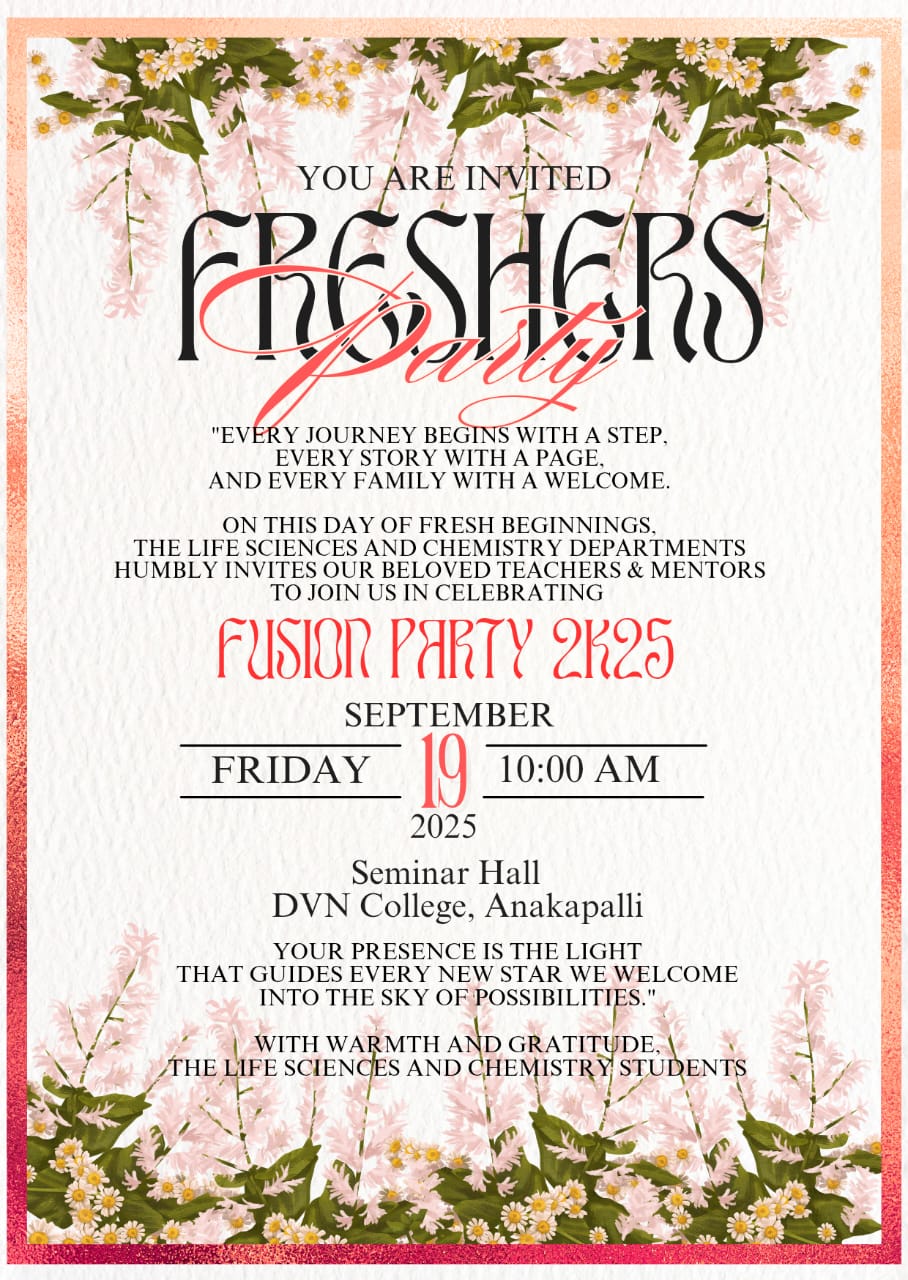 YOU ARE INVITED
FRESHERS
Party
"EVERY JOURNEY BEGINS WITH A STEP,
EVERY STORY WITH A PAGE,
AND EVERY FAMILY WITH A WELCOME.
ON THIS DAY OF FRESH BEGINNINGS,
THE LIFE SCIENCES AND CHEMISTRY DEPARTMENTS
HUMBLY INVITES OUR BELOVED TEACHERS & MENTORS
TO JOIN US IN CELEBRATING
FUSION PARTY 2K25
SEPTEMBER
FRIDAY 19 10:00 AM
2025
Seminar Hall
DVN College, Anakapalli
YOUR PRESENCE IS THE LIGHT
THAT GUIDES EVERY NEW STAR WE WELCOME
INTO THE SKY OF POSSIBILITIES."
WITH WARMTH AND GRATITUDE,
THE LIFE SCIENCES AND CHEMISTRY STUDENTS